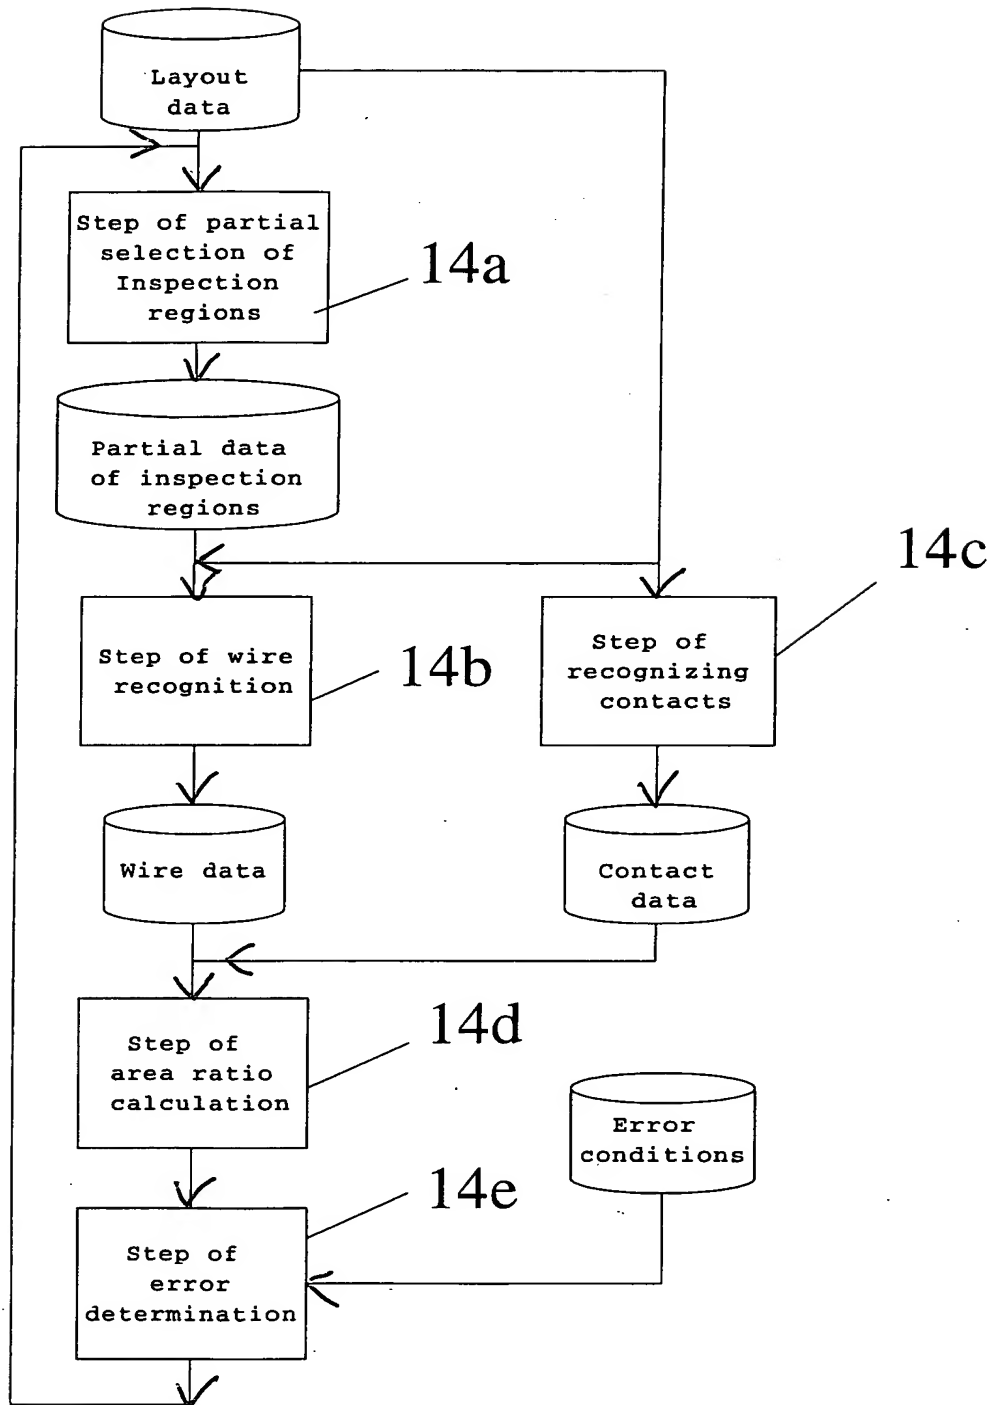 Layout
data
Step of partial
selection of
Inspection
regions
14a
Partial data
of inspection
regions
14c
Step of wire
recognition
14b
Step of
recognizing
contacts
Wire data
Contact
data
Step of
area ratio
calculation
14d
Error
conditions
14e
Step of
error
determination